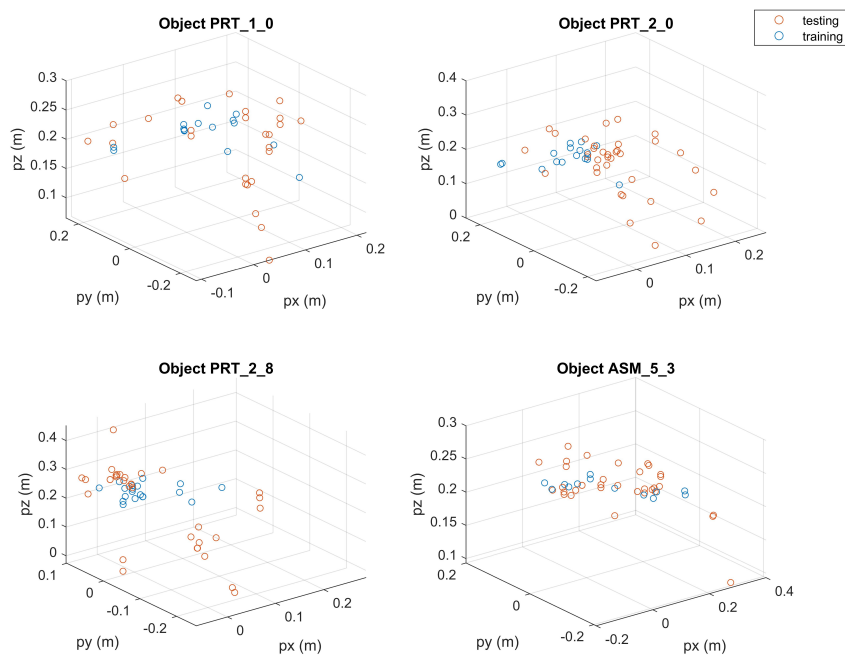 testing
training
Object PRT_1_0
0.3
0.25
0.2
0.15
0.1
pz (m)
0.2
0
-0.2
py (m)
-0.1
0
0.1
0.2
px (m)
Object PRT_2_0
0.4
0.3
0.2
0.1
0
pz (m)
0.2
0
-0.2
py (m)
0
0.1
0.2
px (m)
Object PRT_2_8
0.4
0.3
0.2
0.1
0
pz (m)
0.1
0
-0.1
-0.2
py (m)
0
0.1
0.2
px (m)
Object ASM_5_3
0.3
0.25
0.2
0.15
0.1
pz (m)
0.2
0
-0.2
py (m)
-0.2
0
0.2
0.4
px (m)